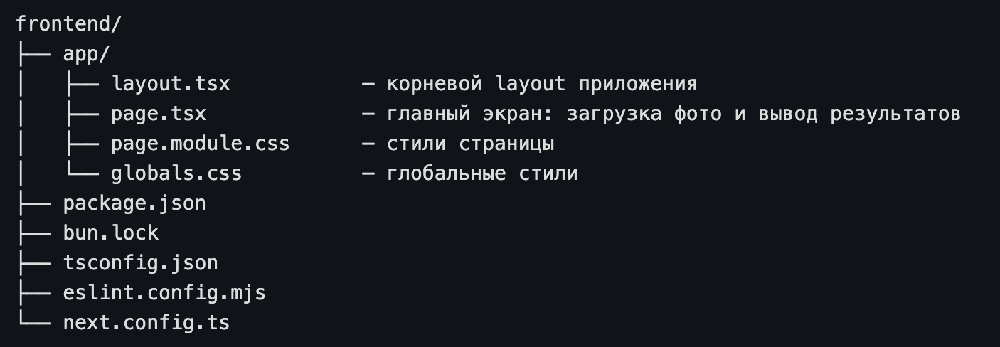 frontend/
├── app/
│   ├── layout.tsx           — корневой layout приложения
│   ├── page.tsx             — главный экран: загрузка фото и вывод результатов
│   ├── page.module.css      — стили страницы
│   └── globals.css          — глобальные стили
├── package.json
├── bun.lock
├── tsconfig.json
├── eslint.config.mjs
└── next.config.ts